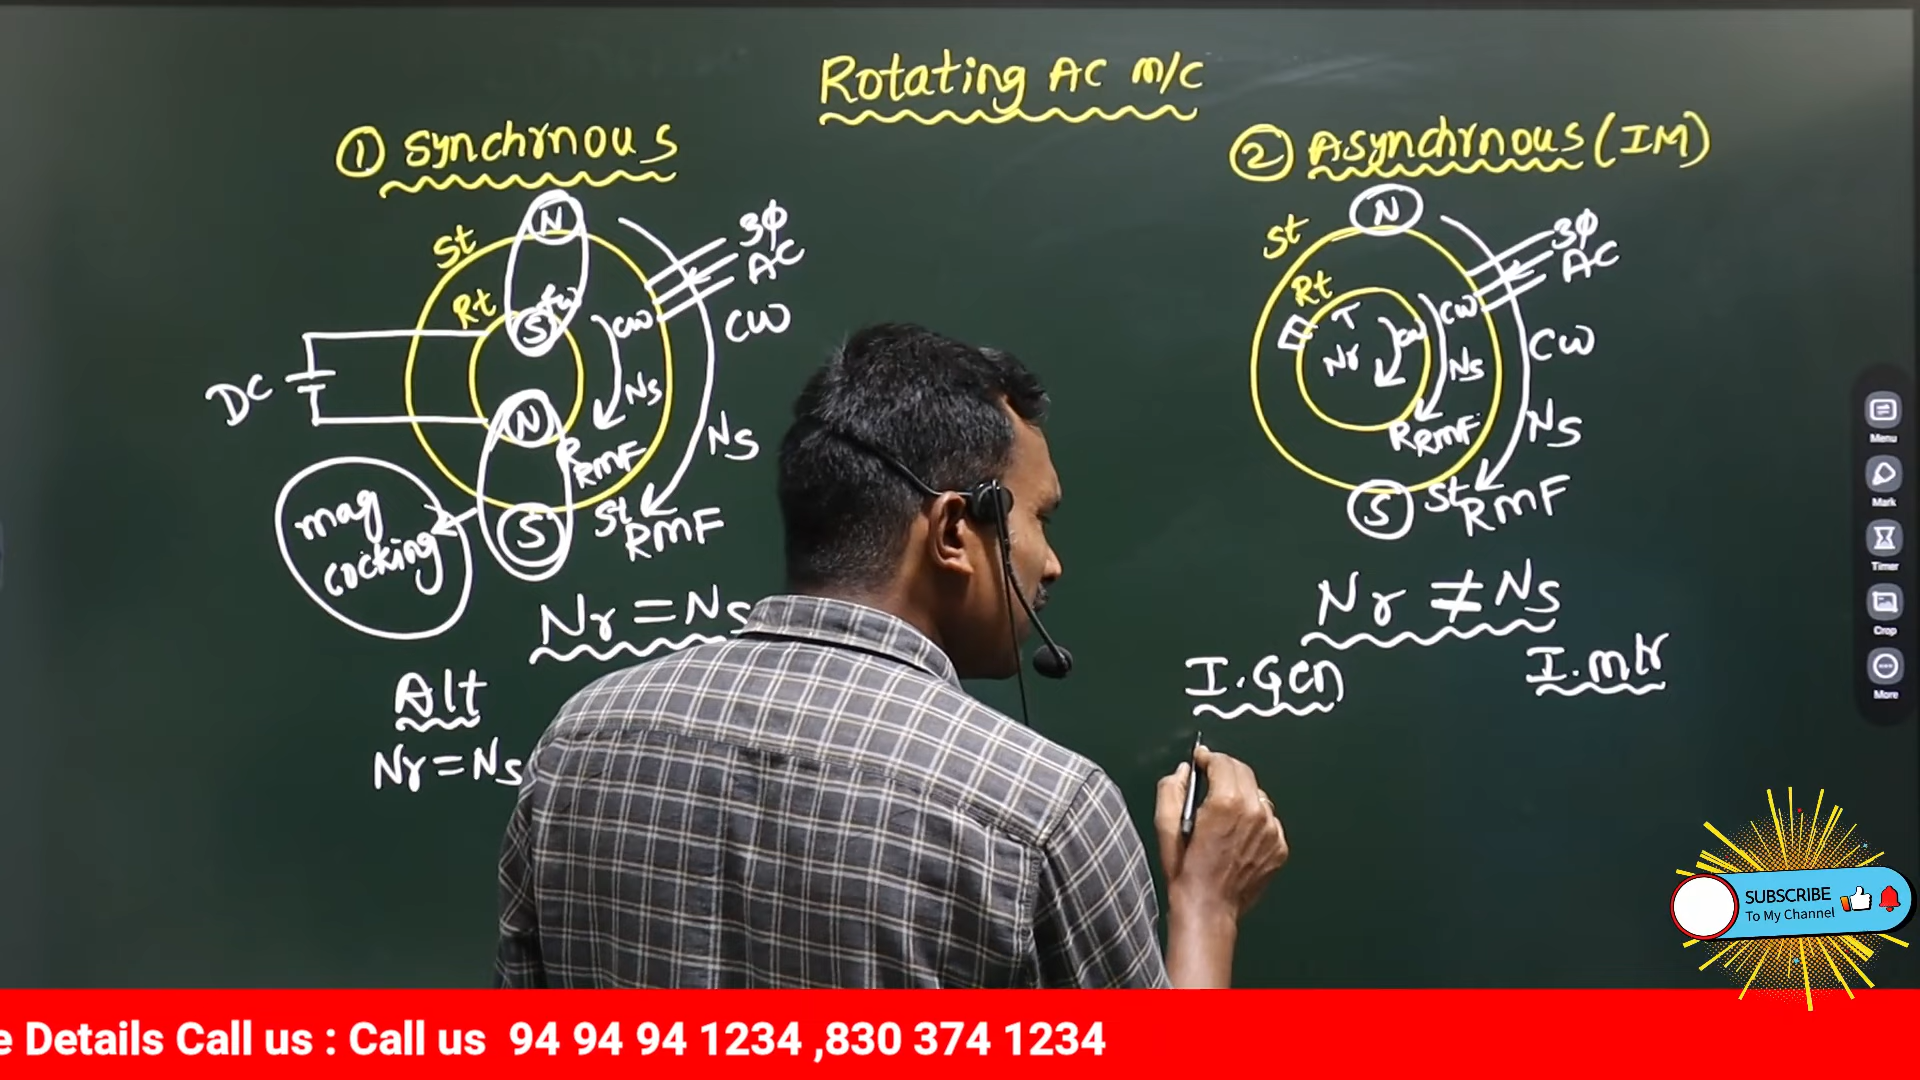 Rotating AC m/c
① Synchrnous
N
St
3ϕ
AC
Rt
S
CW
CW
DC
Ns
N
R
RMF
Ns
mag
cocking
S
St
RMF
Nr = Ns
Alt
Nr = Ns
② Asynchrnous (IM)
N
St
3ϕ
AC
Rt
E
T
CW
CW
CW
Nr
Ns
RRMF
Ns
S
St
RMF
Nr ≠ Ns
I.Gen
I.mtr
Menu
Mark
Timer
Crop
More
SUBSCRIBE
To My Channel
e Details Call us : Call us 94 94 94 1234 ,830 374 1234